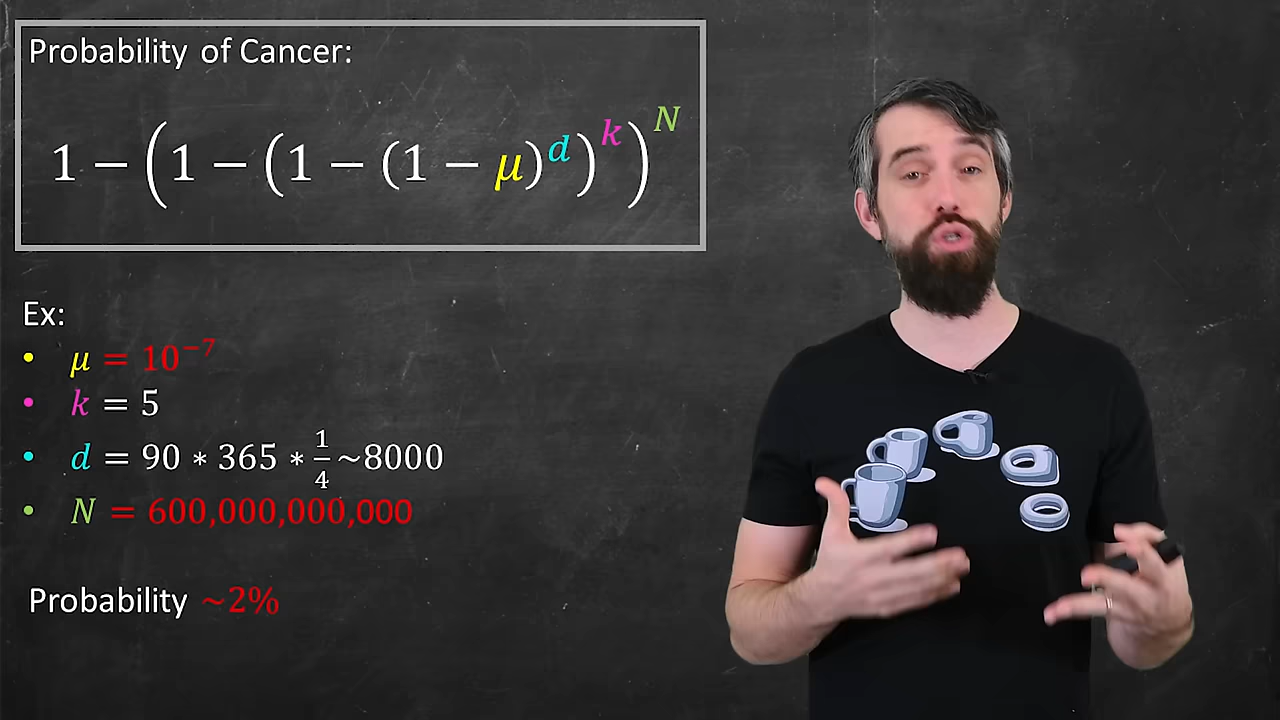 Probability of Cancer:
1 − (1 − (1 − (1 − μ)^d)^k)^N
Ex:
• μ = 10⁻⁷
• k = 5
• d = 90 * 365 * 1/4 ~8000
• N = 600,000,000,000
Probability ~2%